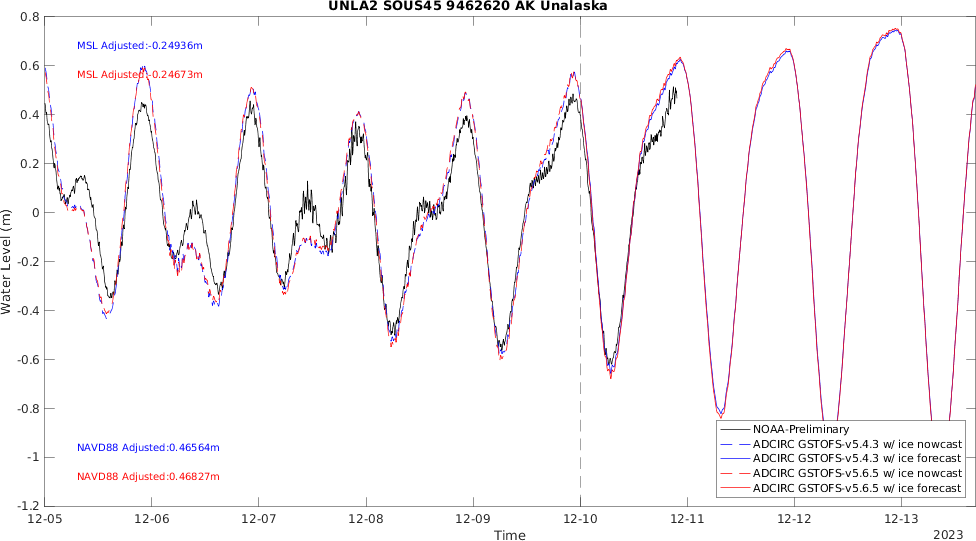 UNLA2 SOUS45 9462620 AK Unalaska
0.8
0.6
0.4
0.2
0
-0.2
-0.4
-0.6
-0.8
-1
-1.2
Water Level (m)
MSL Adjusted:-0.24936m
MSL Adjusted:-0.24673m
NAVD88 Adjusted:0.46564m
NAVD88 Adjusted:0.46827m
NOAA-Preliminary
ADCIRC GSTOFS-v5.4.3 w/ ice nowcast
ADCIRC GSTOFS-v5.4.3 w/ ice forecast
ADCIRC GSTOFS-v5.6.5 w/ ice nowcast
ADCIRC GSTOFS-v5.6.5 w/ ice forecast
12-05 12-06 12-07 12-08 12-09 12-10 12-11 12-12 12-13
Time
2023